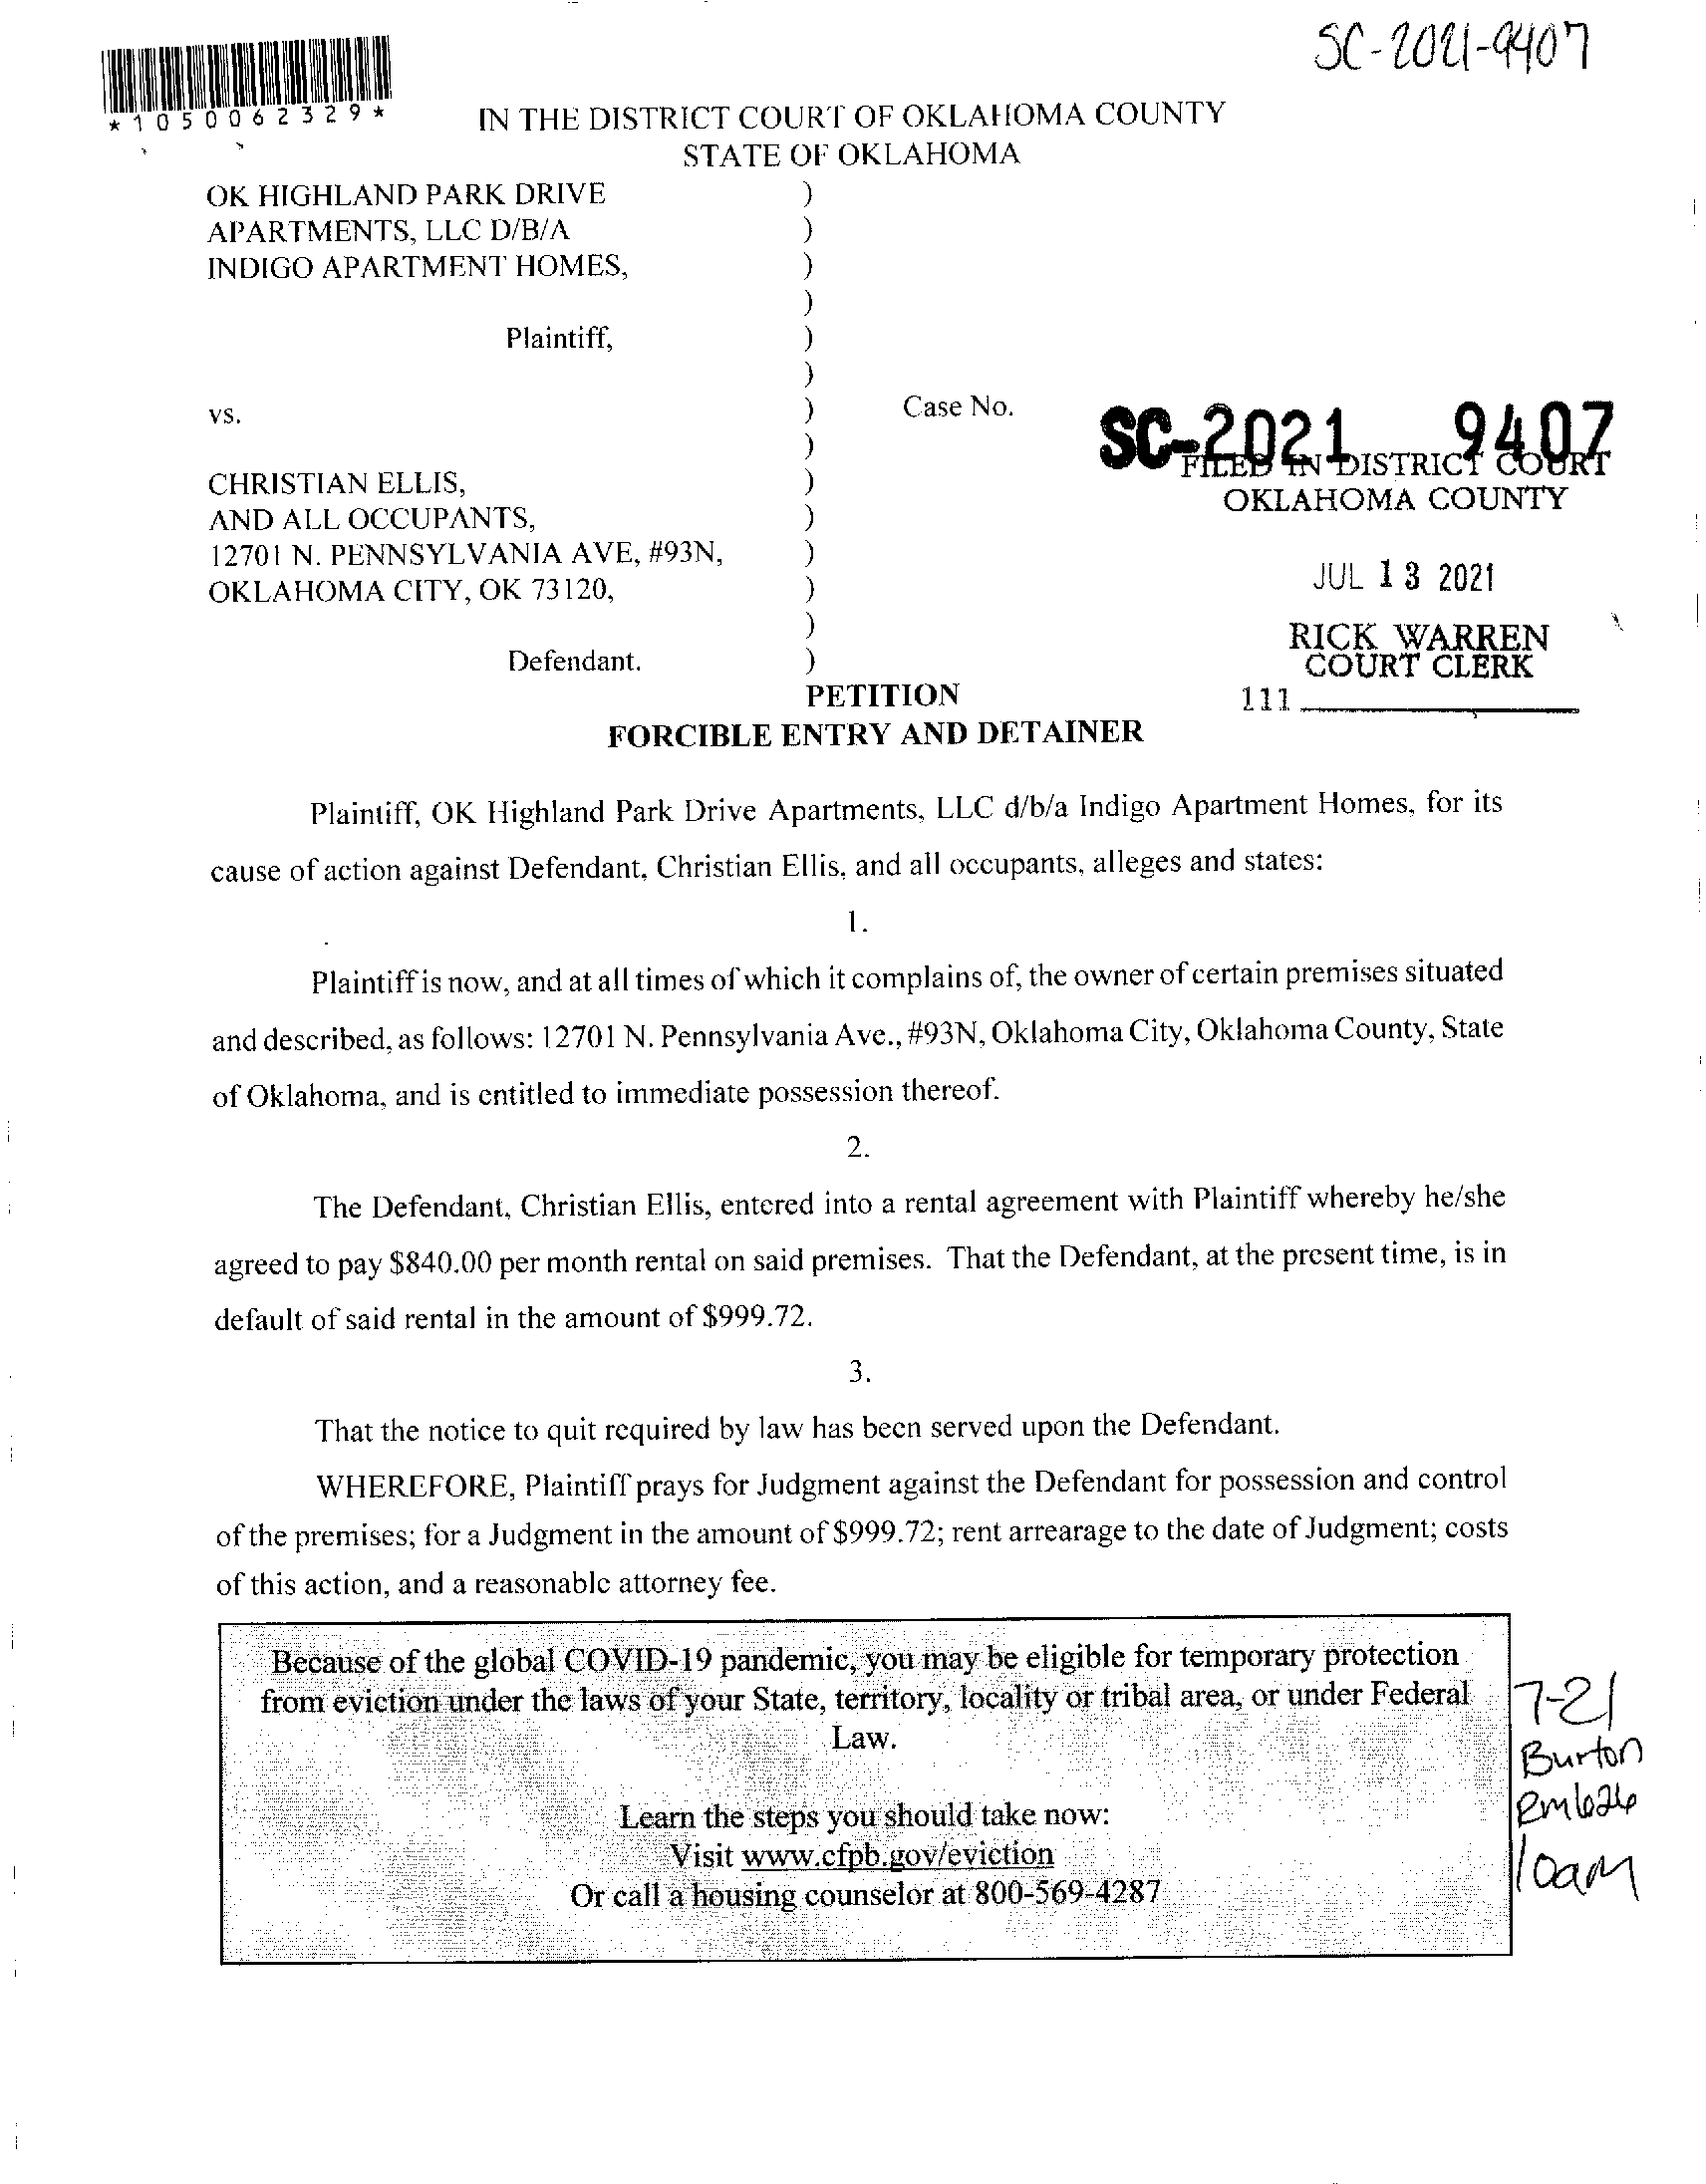 SC-2021-9407
*1050062329*
IN THE DISTRICT COURT OF OKLAHOMA COUNTY
STATE OF OKLAHOMA
OK HIGHLAND PARK DRIVE )
APARTMENTS, LLC D/B/A )
INDIGO APARTMENT HOMES, )
)
Plaintiff, )
)
vs. ) Case No. SC-2021 9407
)
FILED IN DISTRICT COURT
CHRISTIAN ELLIS, )
OKLAHOMA COUNTY
AND ALL OCCUPANTS, )
12701 N. PENNSYLVANIA AVE, #93N, )
OKLAHOMA CITY, OK 73120, ) JUL 13 2021
)
RICK WARREN
Defendant. ) COURT CLERK
PETITION 111
FORCIBLE ENTRY AND DETAINER
Plaintiff, OK Highland Park Drive Apartments, LLC d/b/a Indigo Apartment Homes, for its
cause of action against Defendant, Christian Ellis, and all occupants, alleges and states:
1.
Plaintiff is now, and at all times of which it complains of, the owner of certain premises situated
and described, as follows: 12701 N. Pennsylvania Ave., #93N, Oklahoma City, Oklahoma County, State
of Oklahoma, and is entitled to immediate possession thereof.
2.
The Defendant, Christian Ellis, entered into a rental agreement with Plaintiff whereby he/she
agreed to pay $840.00 per month rental on said premises. That the Defendant, at the present time, is in
default of said rental in the amount of $999.72.
3.
That the notice to quit required by law has been served upon the Defendant.
WHEREFORE, Plaintiff prays for Judgment against the Defendant for possession and control
of the premises; for a Judgment in the amount of $999.72; rent arrearage to the date of Judgment; costs
of this action, and a reasonable attorney fee.
Because of the global COVID-19 pandemic, you may be eligible for temporary protection
from eviction under the laws of your State, territory, locality or tribal area, or under Federal
Law.
Learn the steps you should take now:
Visit www.cfpb.gov/eviction
Or call a housing counselor at 800-569-4287
7-21
Burton
Rm626
10am